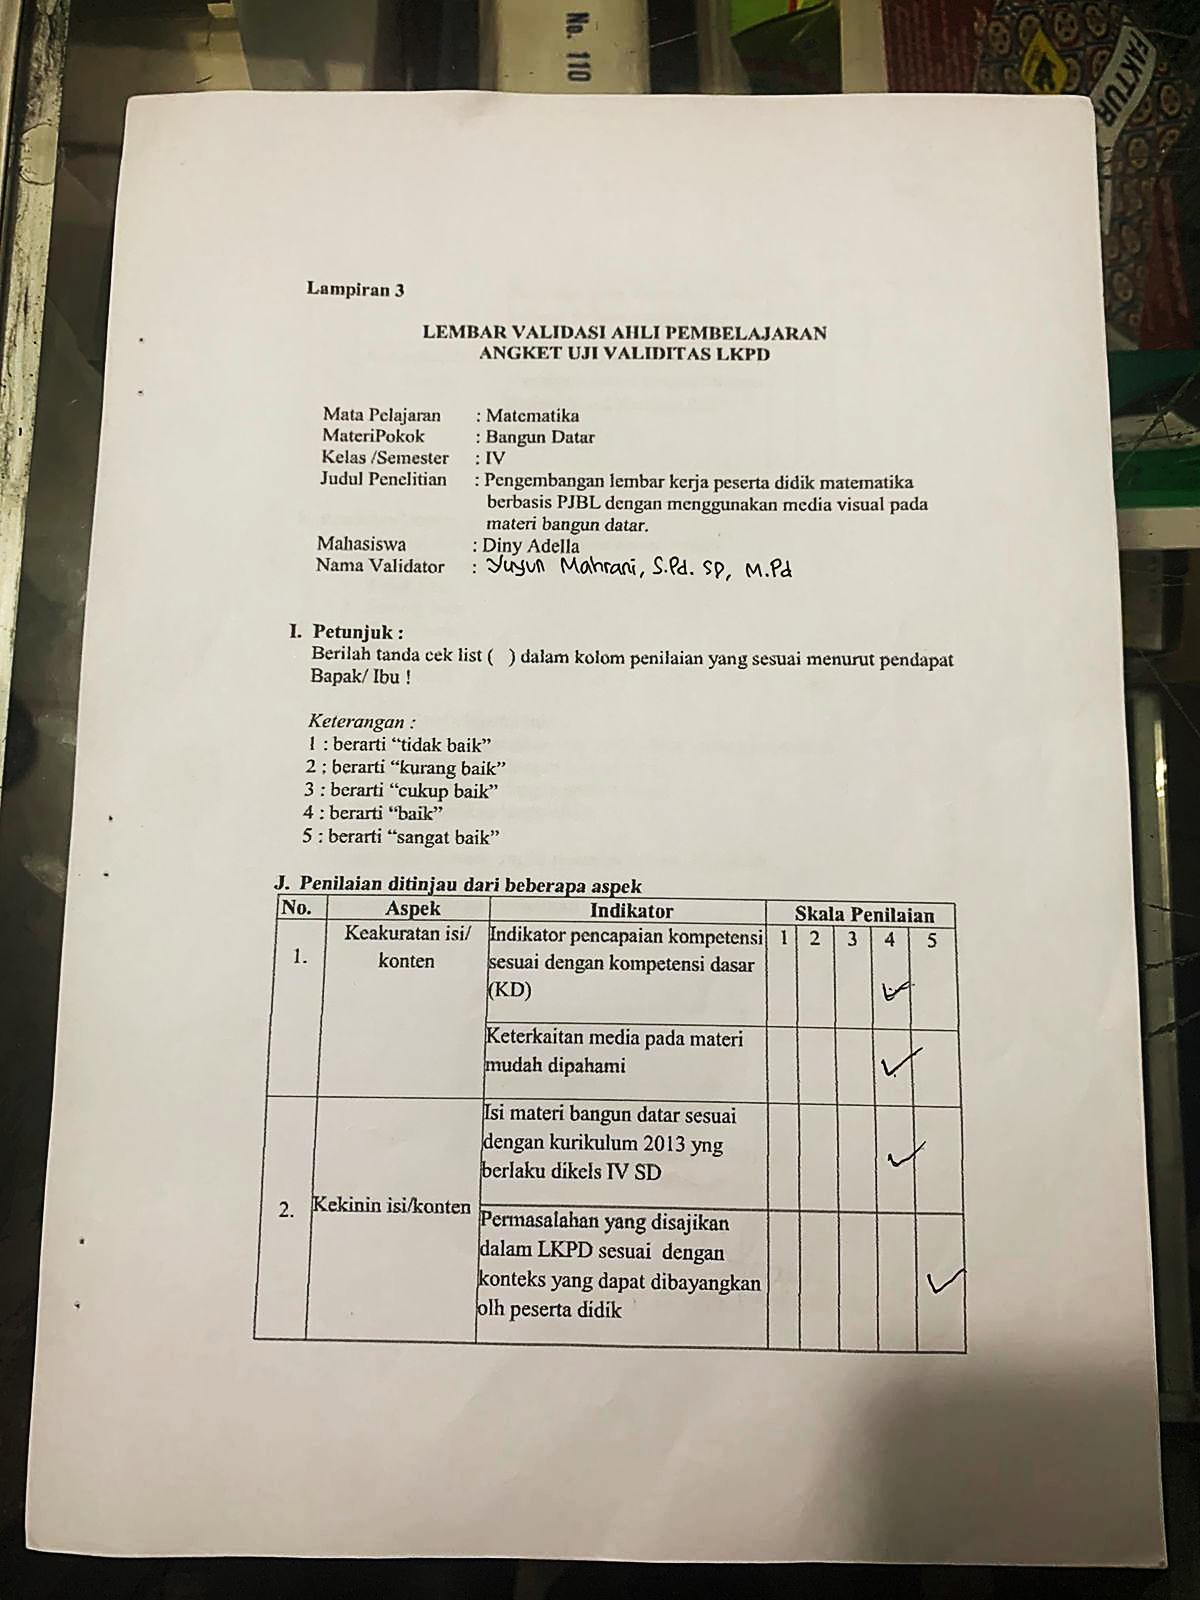 No. 110
FAKTUR
Lampiran 3
LEMBAR VALIDASI AHLI PEMBELAJARAN
ANGKET UJI VALIDITAS LKPD
Mata Pelajaran : Matematika
MateriPokok : Bangun Datar
Kelas /Semester : IV
Judul Penelitian : Pengembangan lembar kerja peserta didik matematika
berbasis PJBL dengan menggunakan media visual pada
materi bangun datar.
Mahasiswa : Diny Adella
Nama Validator : Yuyun Mahrani, S.Pd. SD, M.Pd
I. Petunjuk :
Berilah tanda cek list ( ) dalam kolom penilaian yang sesuai menurut pendapat
Bapak/ Ibu !
Keterangan :
1 : berarti “tidak baik”
2 ; berarti “kurang baik”
3 : berarti “cukup baik”
4 : berarti “baik”
5 : berarti “sangat baik”
J. Penilaian ditinjau dari beberapa aspek
No. Aspek Indikator Skala Penilaian
1 2 3 4 5
1. Keakuratan isi/
konten
Indikator pencapaian kompetensi
sesuai dengan kompetensi dasar
(KD) ✓
Keterkaitan media pada materi
mudah dipahami ✓
2. Kekinin isi/konten
Isi materi bangun datar sesuai
dengan kurikulum 2013 yng
berlaku dikels IV SD ✓
Permasalahan yang disajikan
dalam LKPD sesuai dengan
konteks yang dapat dibayangkan
olh peserta didik ✓